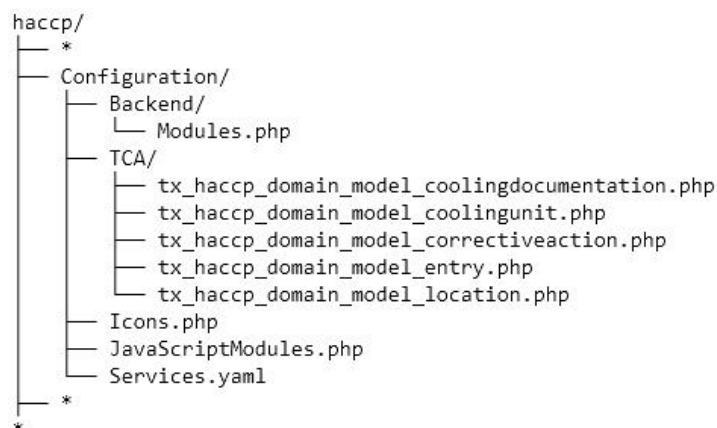 haccp/
├── *
├── Configuration/
│   ├── Backend/
│   │   └── Modules.php
│   ├── TCA/
│   │   ├── tx_haccp_domain_model_coolingdocumentation.php
│   │   ├── tx_haccp_domain_model_coolingunit.php
│   │   ├── tx_haccp_domain_model_correctiveaction.php
│   │   ├── tx_haccp_domain_model_entry.php
│   │   └── tx_haccp_domain_model_location.php
│   ├── Icons.php
│   ├── JavaScriptModules.php
│   └── Services.yaml
├── *
*